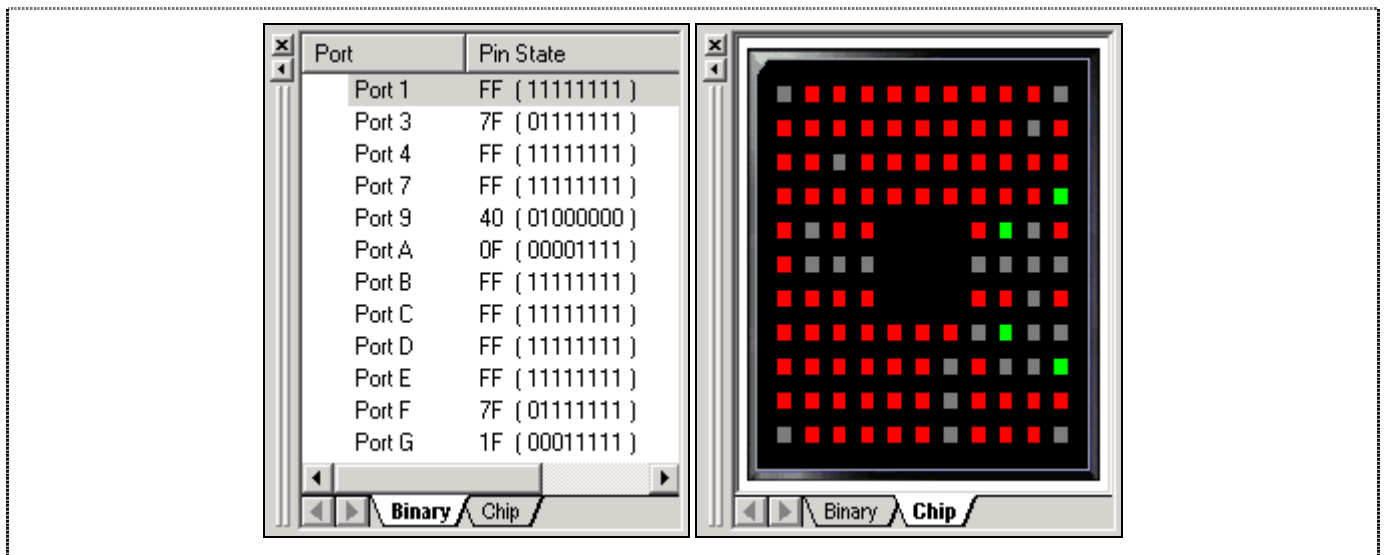 Port Pin State
Port 1 FF ( 11111111 )
Port 3 7F ( 01111111 )
Port 4 FF ( 11111111 )
Port 7 FF ( 11111111 )
Port 9 40 ( 01000000 )
Port A 0F ( 00001111 )
Port B FF ( 11111111 )
Port C FF ( 11111111 )
Port D FF ( 11111111 )
Port E FF ( 11111111 )
Port F 7F ( 01111111 )
Port G 1F ( 00011111 )
Binary Chip
Binary Chip